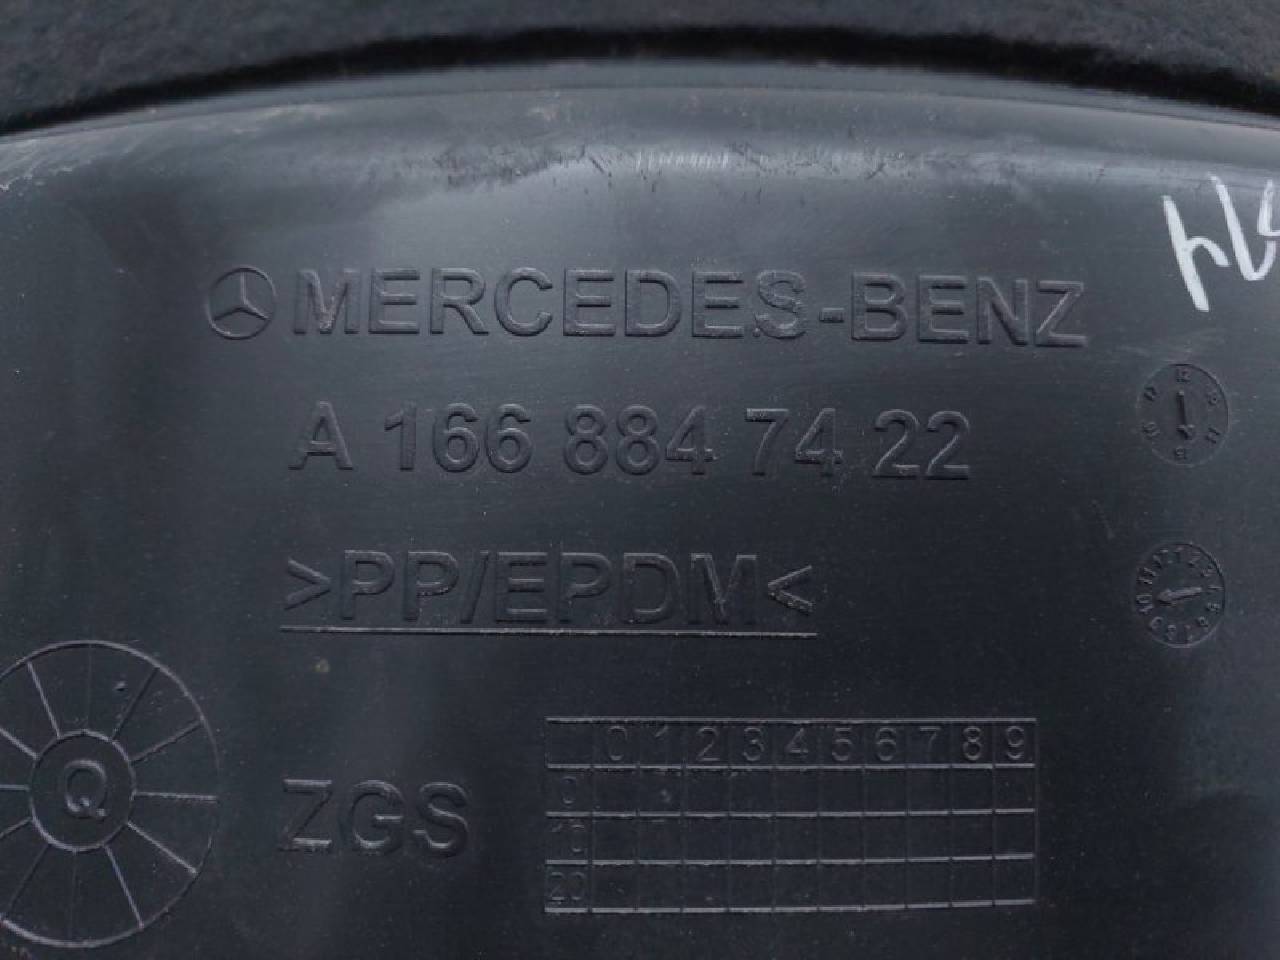 MERCEDES-BENZ
A 166 884 74 22
>PP/EPDM<
Q
ZGS
0 1 2 3 4 5 6 7 8 9
0
10
20